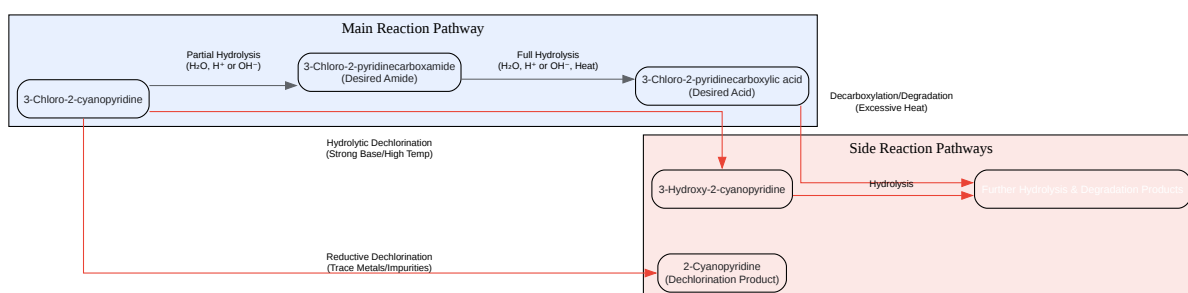 Main Reaction Pathway
Partial Hydrolysis
(H₂O, H⁺ or OH⁻)
3-Chloro-2-pyridinecarboxamide
(Desired Amide)
Full Hydrolysis
(H₂O, H⁺ or OH⁻, Heat)
3-Chloro-2-pyridinecarboxylic acid
(Desired Acid)
3-Chloro-2-cyanopyridine
Decarboxylation/Degradation
(Excessive Heat)
Hydrolytic Dechlorination
(Strong Base/High Temp)
Side Reaction Pathways
3-Hydroxy-2-cyanopyridine
Hydrolysis
Further Hydrolysis & Degradation Products
Reductive Dechlorination
(Trace Metals/Impurities)
2-Cyanopyridine
(Dechlorination Product)